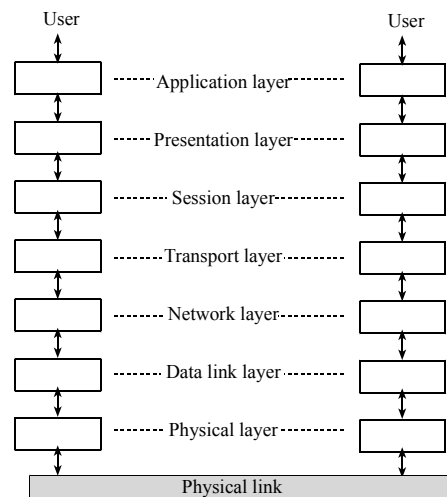 User
User
Application layer
Presentation layer
Session layer
Transport layer
Network layer
Data link layer
Physical layer
Physical link